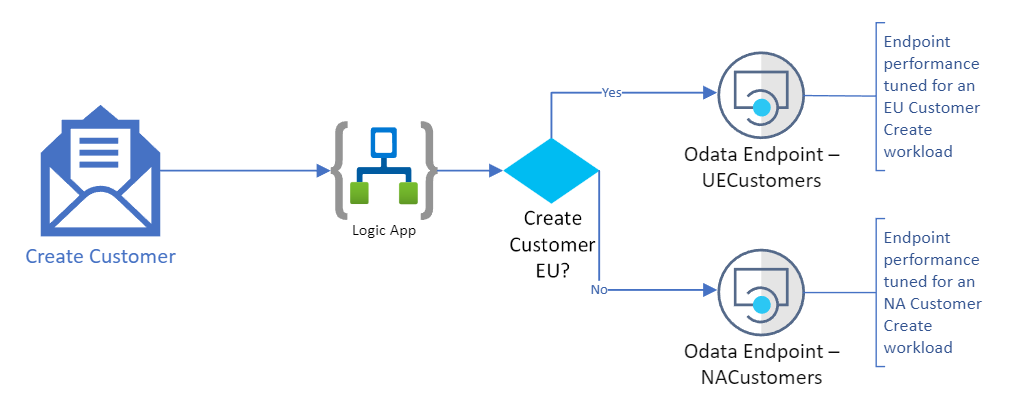 Create Customer
Logic App
Create
Customer
EU?
Yes
No
Odata Endpoint –
UECustomers
Endpoint
performance
tuned for an
EU Customer
Create
workload
Odata Endpoint –
NACustomers
Endpoint
performance
tuned for an
NA Customer
Create
workload